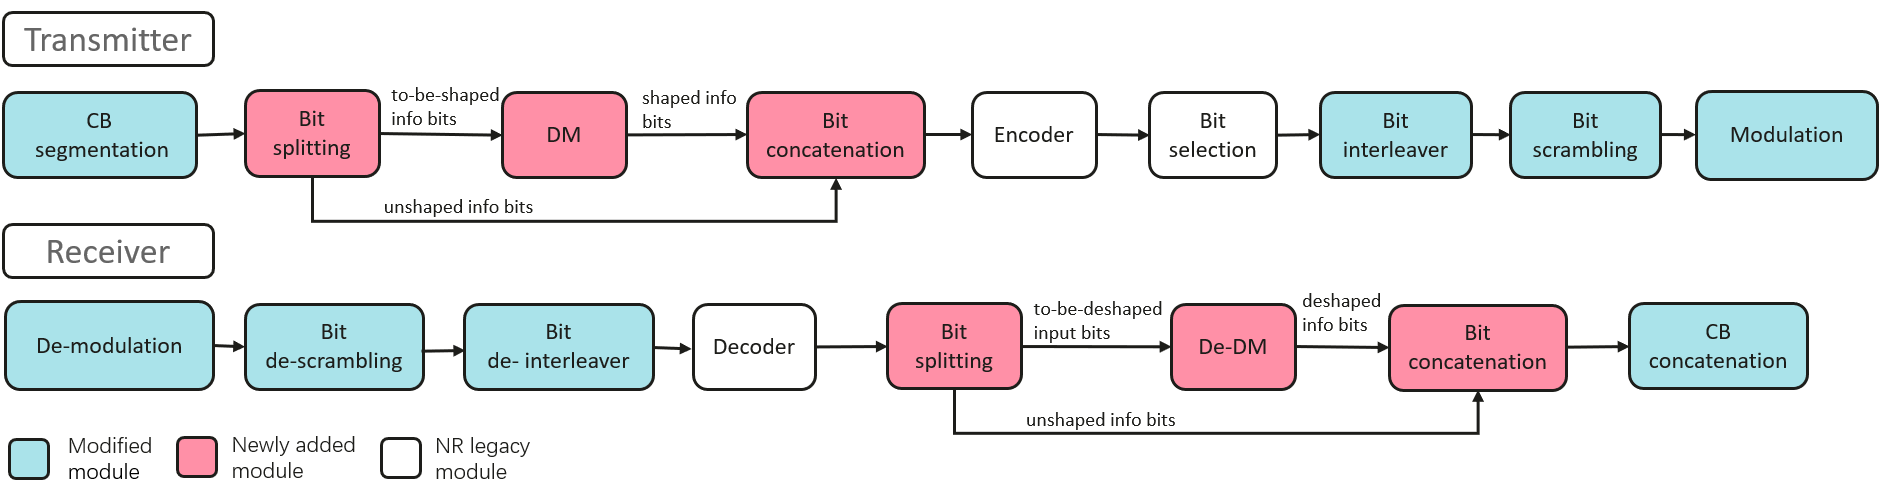 Transmitter
CB
segmentation
Bit
splitting
to-be-shaped
info bits
DM
shaped info
bits
Bit
concatenation
Encoder
Bit
selection
Bit
interleaver
Bit
scrambling
Modulation
unshaped info bits
Receiver
De-modulation
Bit
de-scrambling
Bit
de- interleaver
Decoder
Bit
splitting
to-be-deshaped
input bits
De-DM
deshaped
info bits
Bit
concatenation
CB
concatenation
unshaped info bits
Modified
module
Newly added
module
NR legacy
module